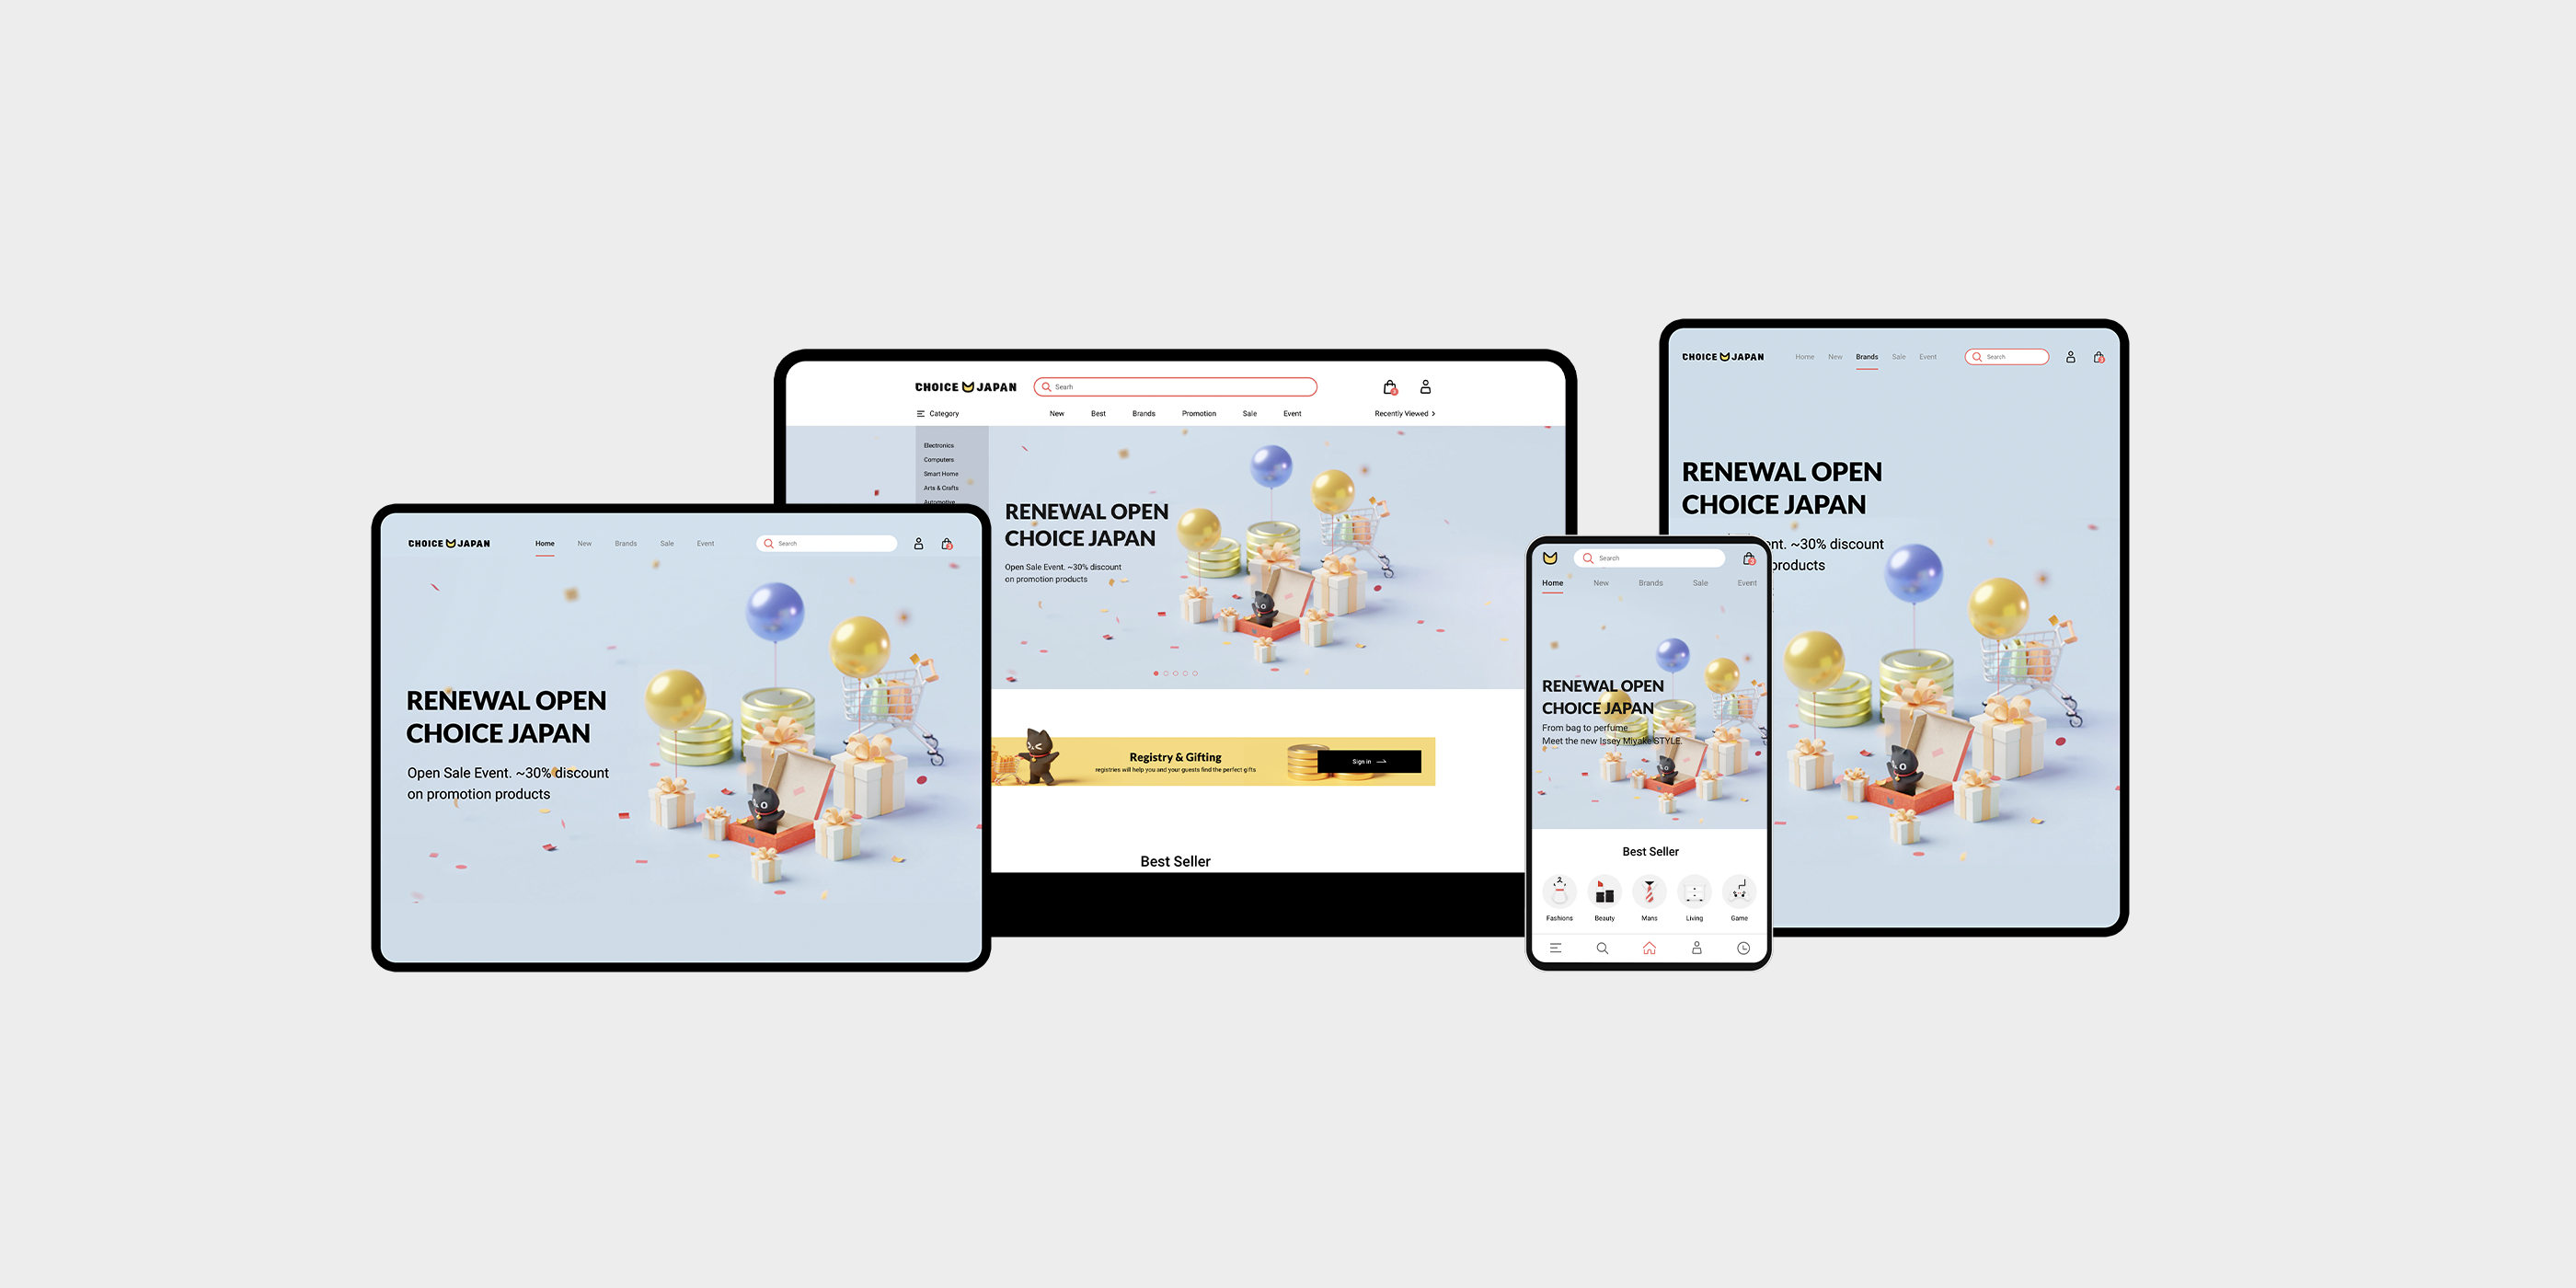 CHOICE JAPAN
Home New Brands Sale Event
Search
2
RENEWAL OPEN
CHOICE JAPAN
Open Sale Event. ~30% discount
on promotion products
CHOICE JAPAN
Searh
Category
New Best Brands Promotion Sale Event
Recently Viewed
Electronics
Computers
Smart Home
Arts & Crafts
Automotive
RENEWAL OPEN
CHOICE JAPAN
Open Sale Event. ~30% discount
on promotion products
Registry & Gifting
registries will help you and your guests find the perfect gifts
Sign in
Best Seller
Search
Home New Brands Sale Event
RENEWAL OPEN
CHOICE JAPAN
From bag to perfume
Meet the new Issey Miyake STYLE.
Best Seller
Fashions Beauty Mans Living Game
CHOICE JAPAN
Home New Brands Sale Event
Search
RENEWAL OPEN
CHOICE JAPAN
~30% discount